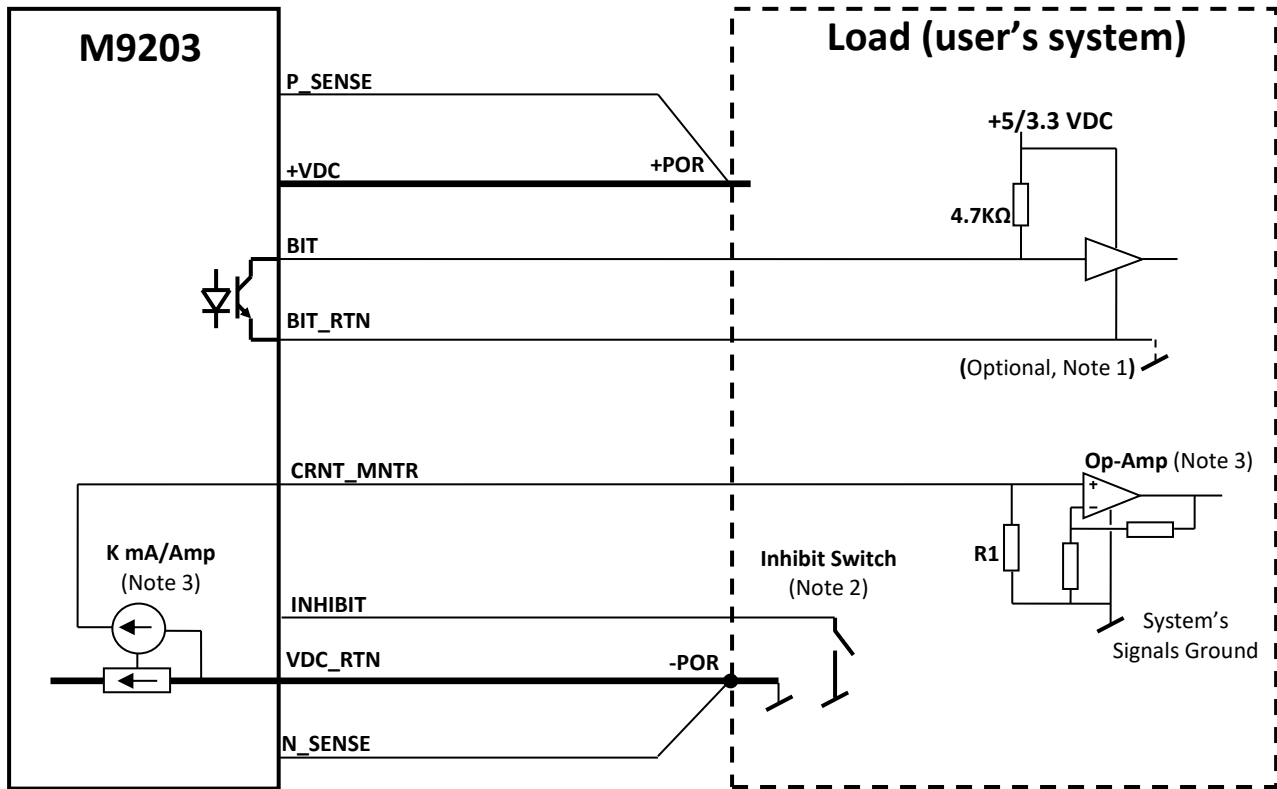 M9203
Load (user's system)
P_SENSE
+5/3.3 VDC
+VDC
+POR
4.7KΩ
BIT
BIT_RTN
(Optional, Note 1)
CRNT_MNTR
Op-Amp (Note 3)
+
−
K mA/Amp
(Note 3)
R1
Inhibit Switch
(Note 2)
INHIBIT
System's
Signals Ground
VDC_RTN
-POR
N_SENSE